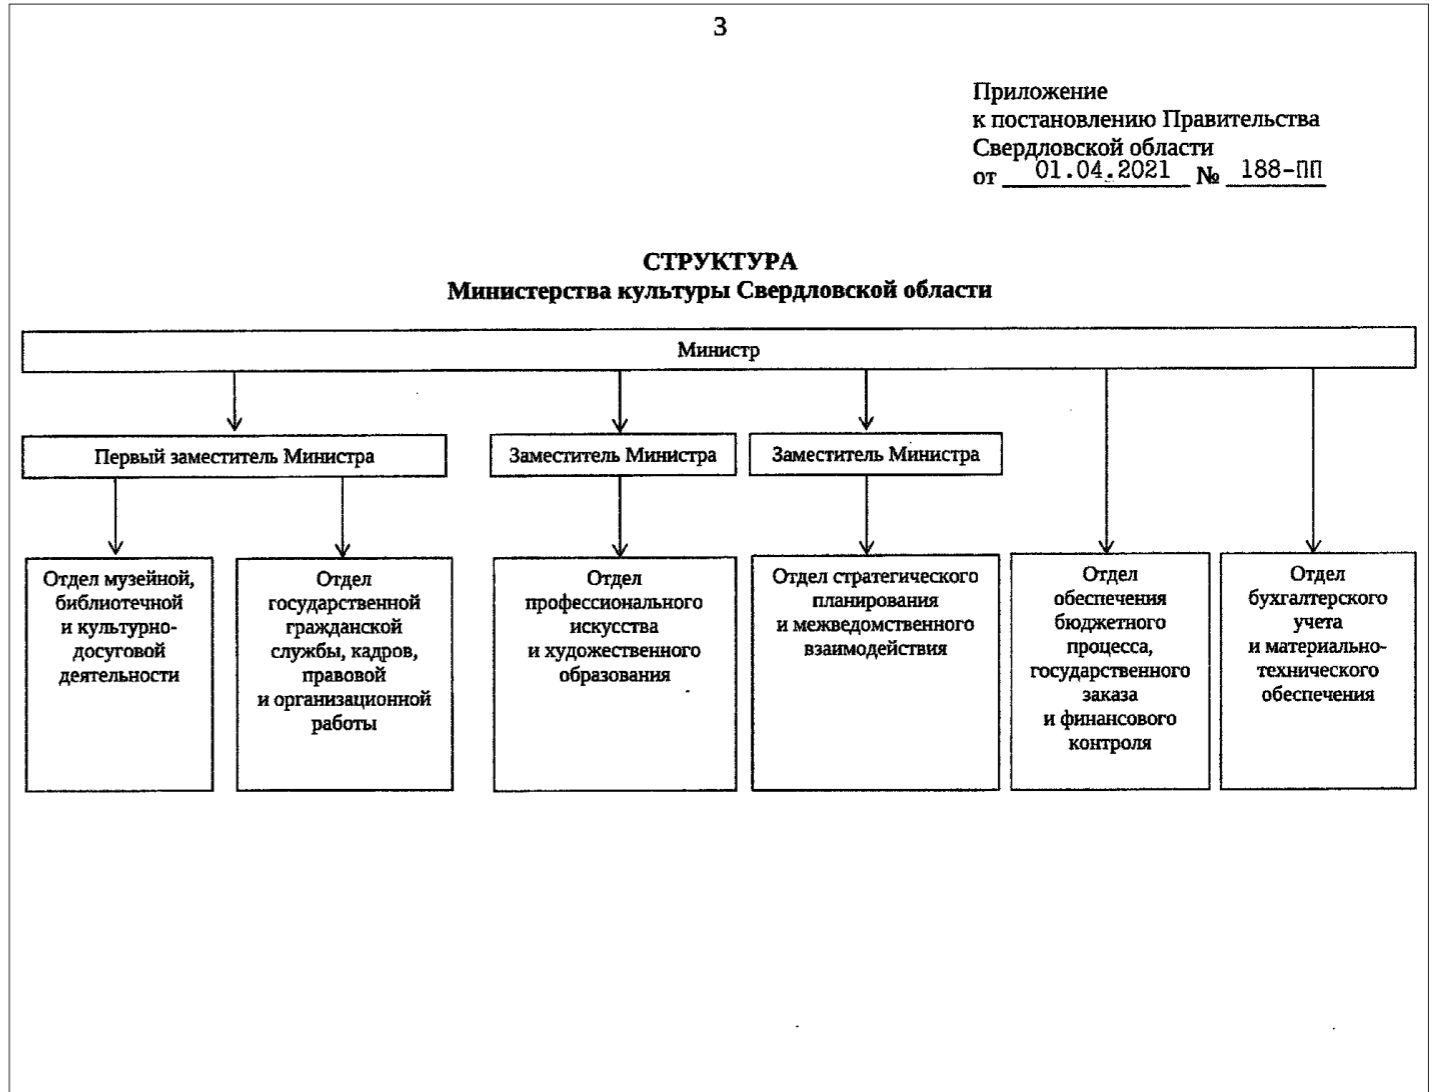 3
Приложение
к постановлению Правительства
Свердловской области
от 01.04.2021 № 188-ПП
СТРУКТУРА
Министерства культуры Свердловской области
Министр
Первый заместитель Министра
Заместитель Министра
Заместитель Министра
Отдел музейной,
библиотечной
и культурно-
досуговой
деятельности
Отдел
государственной
гражданской
службы, кадров,
правовой
и организационной
работы
Отдел
профессионального
искусства
и художественного
образования
Отдел стратегического
планирования
и межведомственного
взаимодействия
Отдел
обеспечения
бюджетного
процесса,
государственного
заказа
и финансового
контроля
Отдел
бухгалтерского
учета
и материально-
технического
обеспечения